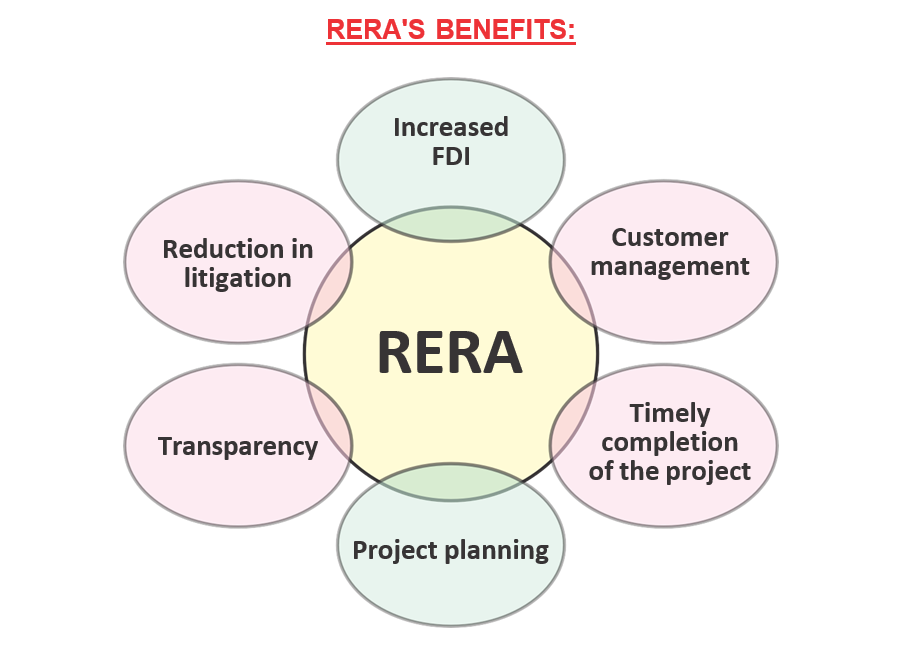 RERA'S BENEFITS:
Increased
FDI
Customer
management
Timely
completion
of the project
Project planning
Transparency
Reduction in
litigation
RERA